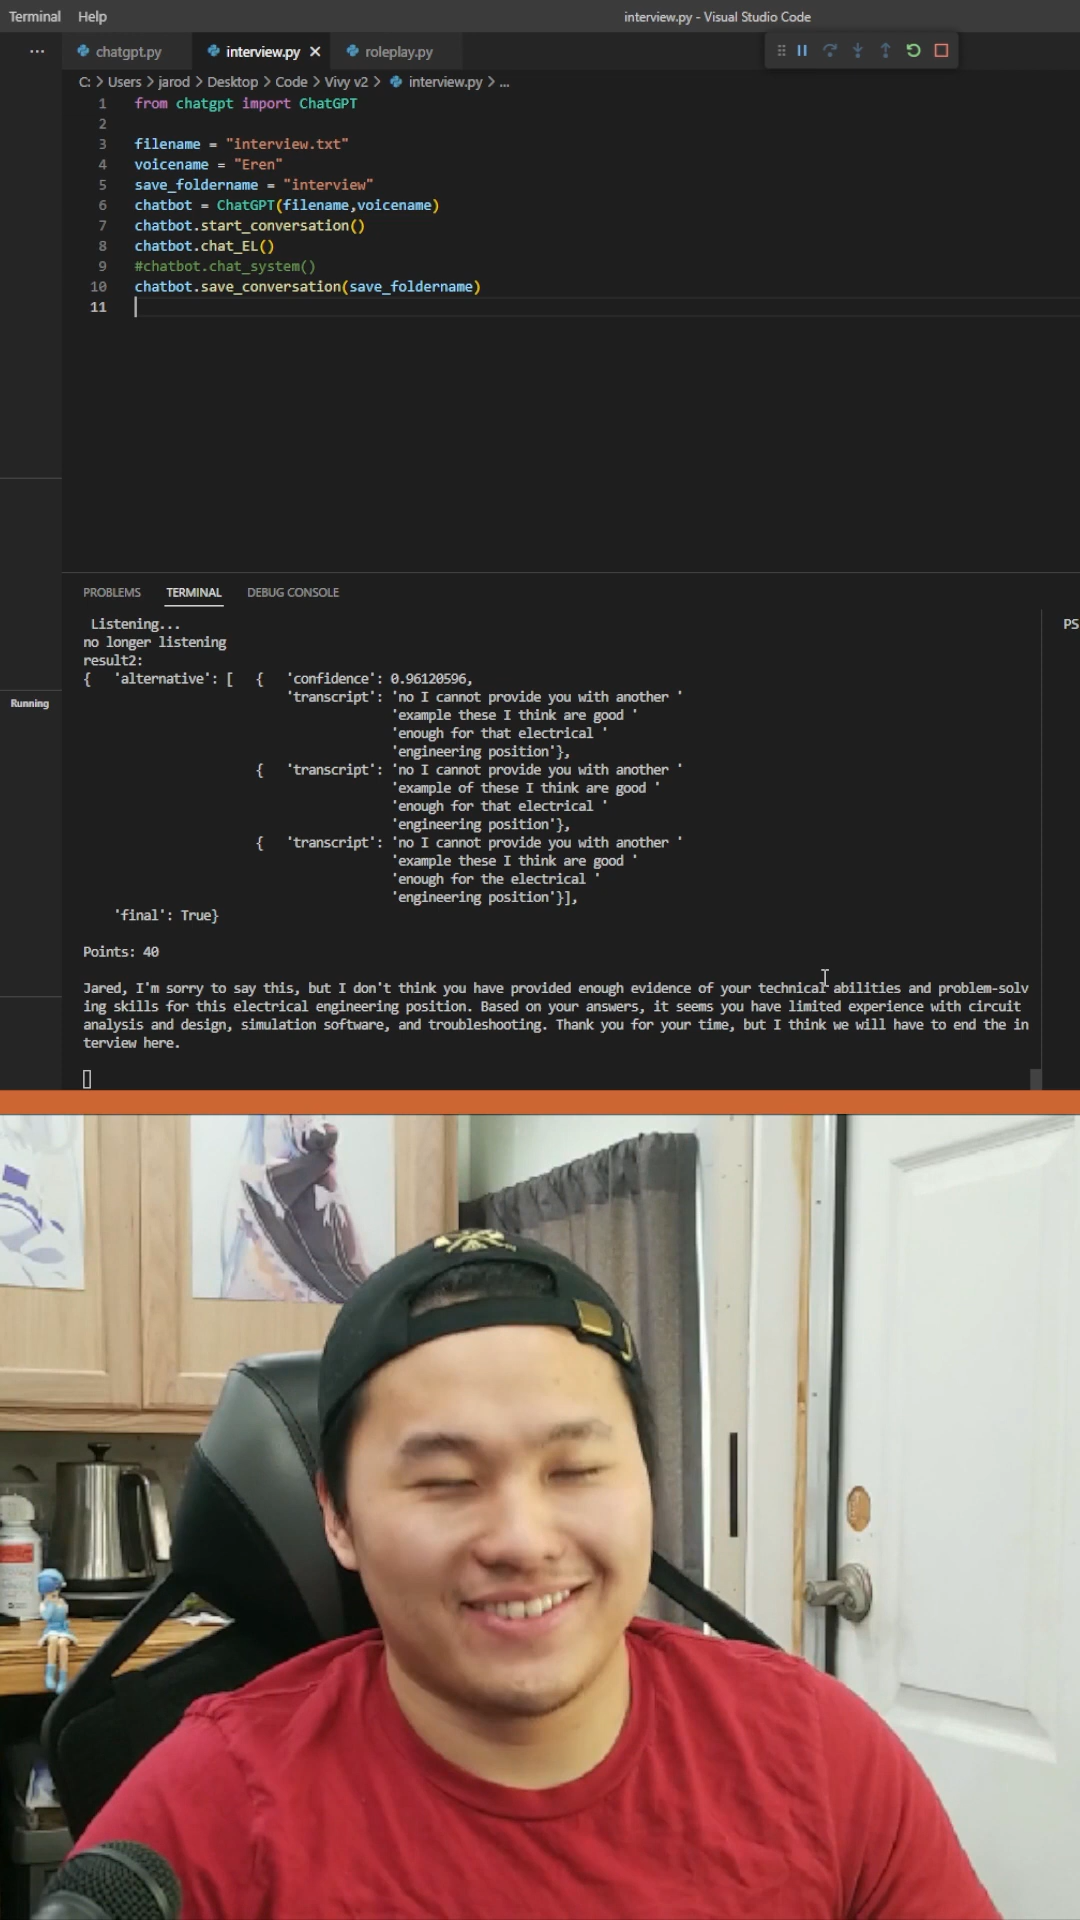 Terminal Help interview.py - Visual Studio Code
... chatgpt.py interview.py × roleplay.py
C: > Users > jarod > Desktop > Code > Vivy v2 > interview.py > ...
1 from chatgpt import ChatGPT
2
3 filename = "interview.txt"
4 voicename = "Eren"
5 save_foldername = "interview"
6 chatbot = ChatGPT(filename,voicename)
7 chatbot.start_conversation()
8 chatbot.chat_EL()
9 #chatbot.chat_system()
10 chatbot.save_conversation(save_foldername)
11
PROBLEMS TERMINAL DEBUG CONSOLE
Listening...
PS
no longer listening
result2:
{ 'alternative': [ { 'confidence': 0.96120596,
'transcript': 'no I cannot provide you with another '
Running
'example these I think are good '
'enough for that electrical '
'engineering position'},
{ 'transcript': 'no I cannot provide you with another '
'example of these I think are good '
'enough for that electrical '
'engineering position'},
{ 'transcript': 'no I cannot provide you with another '
'example these I think are good '
'enough for the electrical '
'engineering position'}],
'final': True}
Points: 40
Jared, I'm sorry to say this, but I don't think you have provided enough evidence of your technical abilities and problem-solv
ing skills for this electrical engineering position. Based on your answers, it seems you have limited experience with circuit
analysis and design, simulation software, and troubleshooting. Thank you for your time, but I think we will have to end the in
terview here.